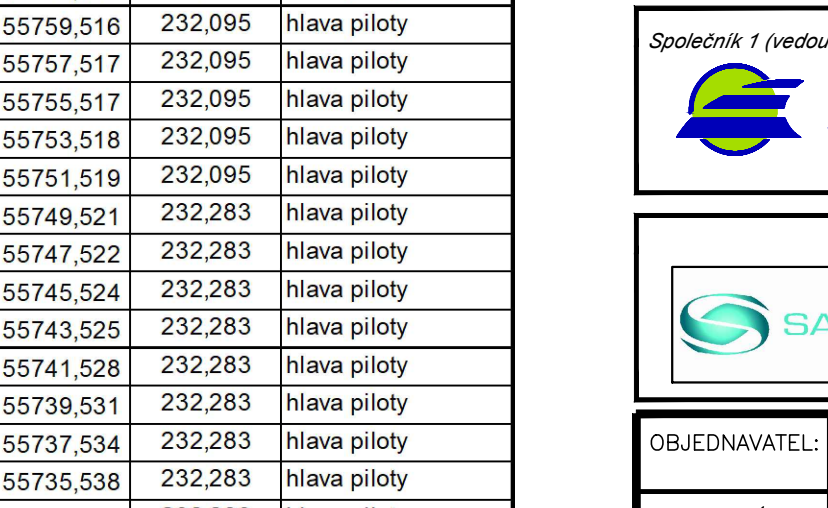 55759,516 232,095 hlava piloty
55757,517 232,095 hlava piloty
55755,517 232,095 hlava piloty
55753,518 232,095 hlava piloty
55751,519 232,095 hlava piloty
55749,521 232,283 hlava piloty
55747,522 232,283 hlava piloty
55745,524 232,283 hlava piloty
55743,525 232,283 hlava piloty
55741,528 232,283 hlava piloty
55739,531 232,283 hlava piloty
55737,534 232,283 hlava piloty
55735,538 232,283 hlava piloty
Společník 1 (vedou
SA
OBJEDNAVATEL: